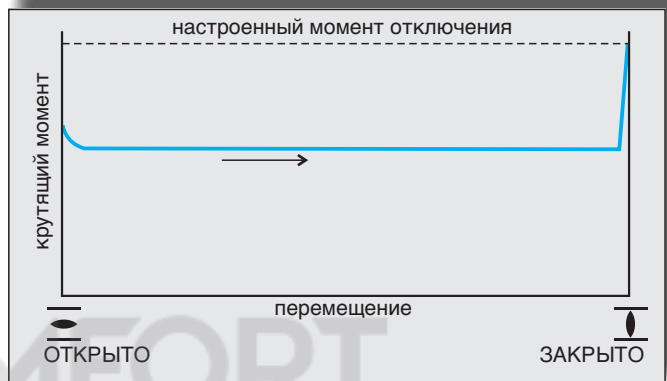 настроенный момент отключения
крутящий момент
перемещение
ОТКРЫТО
ЗАКРЫТО